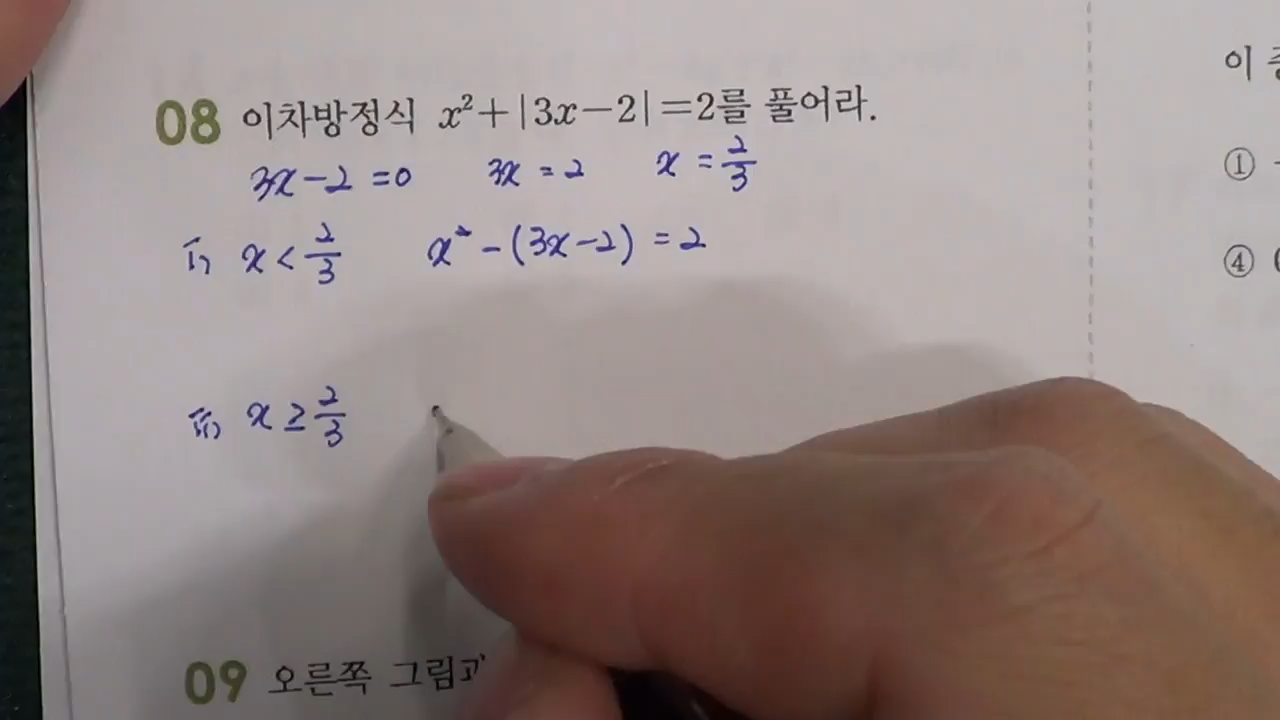 08 이차방정식 x²+|3x-2|=2를 풀어라.
3x-2=0 3x=2 x=2/3
i) x<2/3 x²-(3x-2)=2
ii) x≥2/3
09 오른쪽 그림과
이
①
④